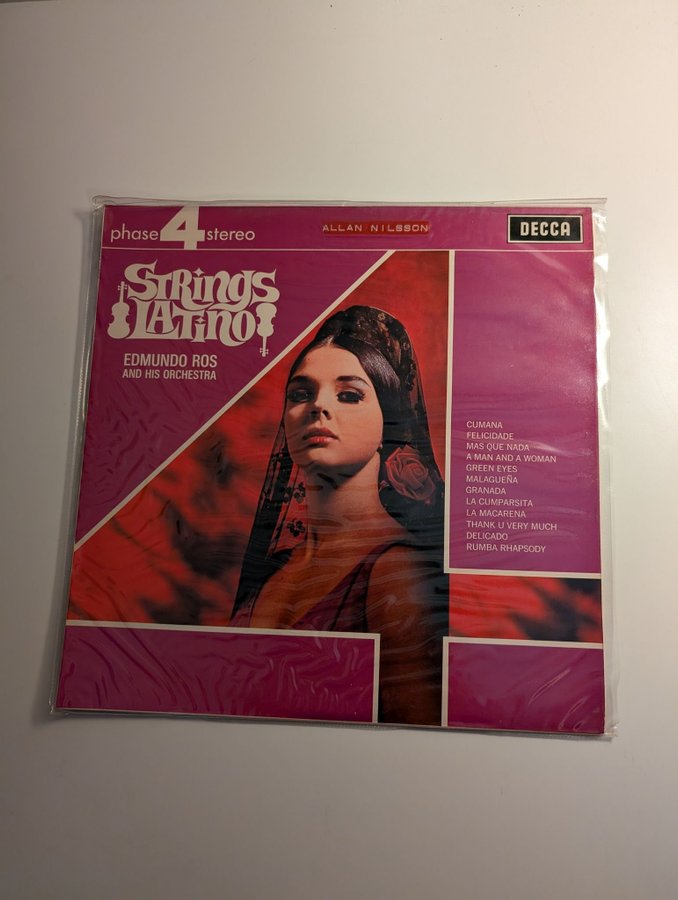 phase 4 stereo
ALLAN NILSSON
DECCA
STRINGS
LATINO
EDMUNDO ROS
AND HIS ORCHESTRA
CUMANA
FELICIDADE
MAS QUE NADA
A MAN AND A WOMAN
GREEN EYES
MALAGUEÑA
GRANADA
LA CUMPARSITA
LA MACARENA
THANK U VERY MUCH
DELICADO
RUMBA RHAPSODY